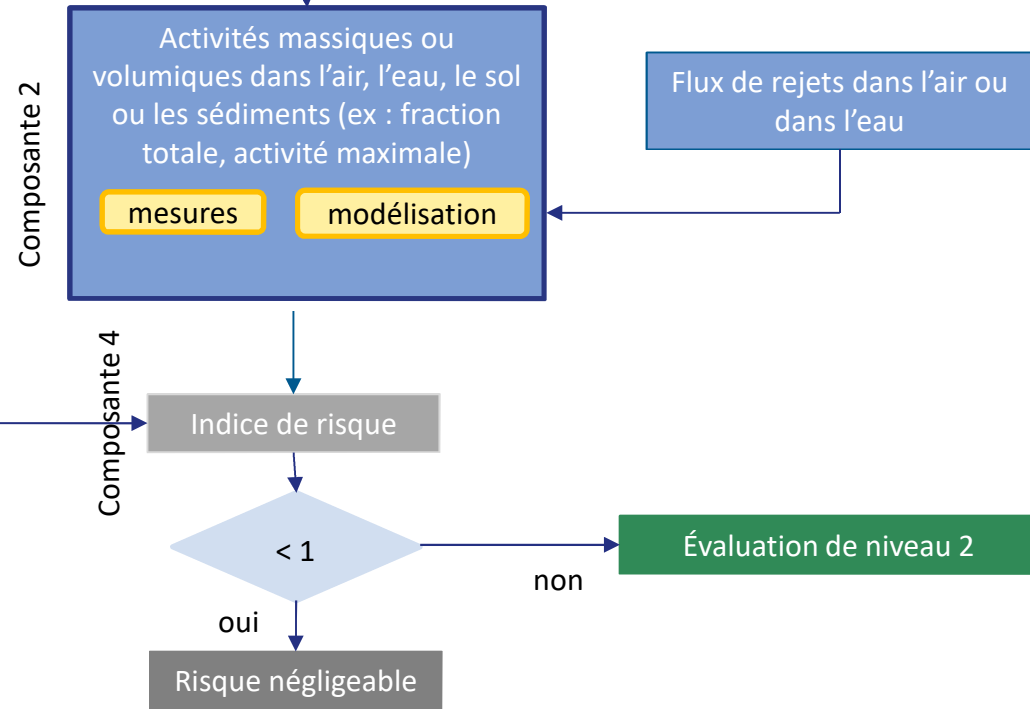 Composante 2
Activités massiques ou
volumiques dans l’air, l’eau, le sol
ou les sédiments (ex : fraction
totale, activité maximale)
mesures
modélisation
Flux de rejets dans l’air ou
dans l’eau
Composante 4
Indice de risque
< 1
non
Évaluation de niveau 2
oui
Risque négligeable